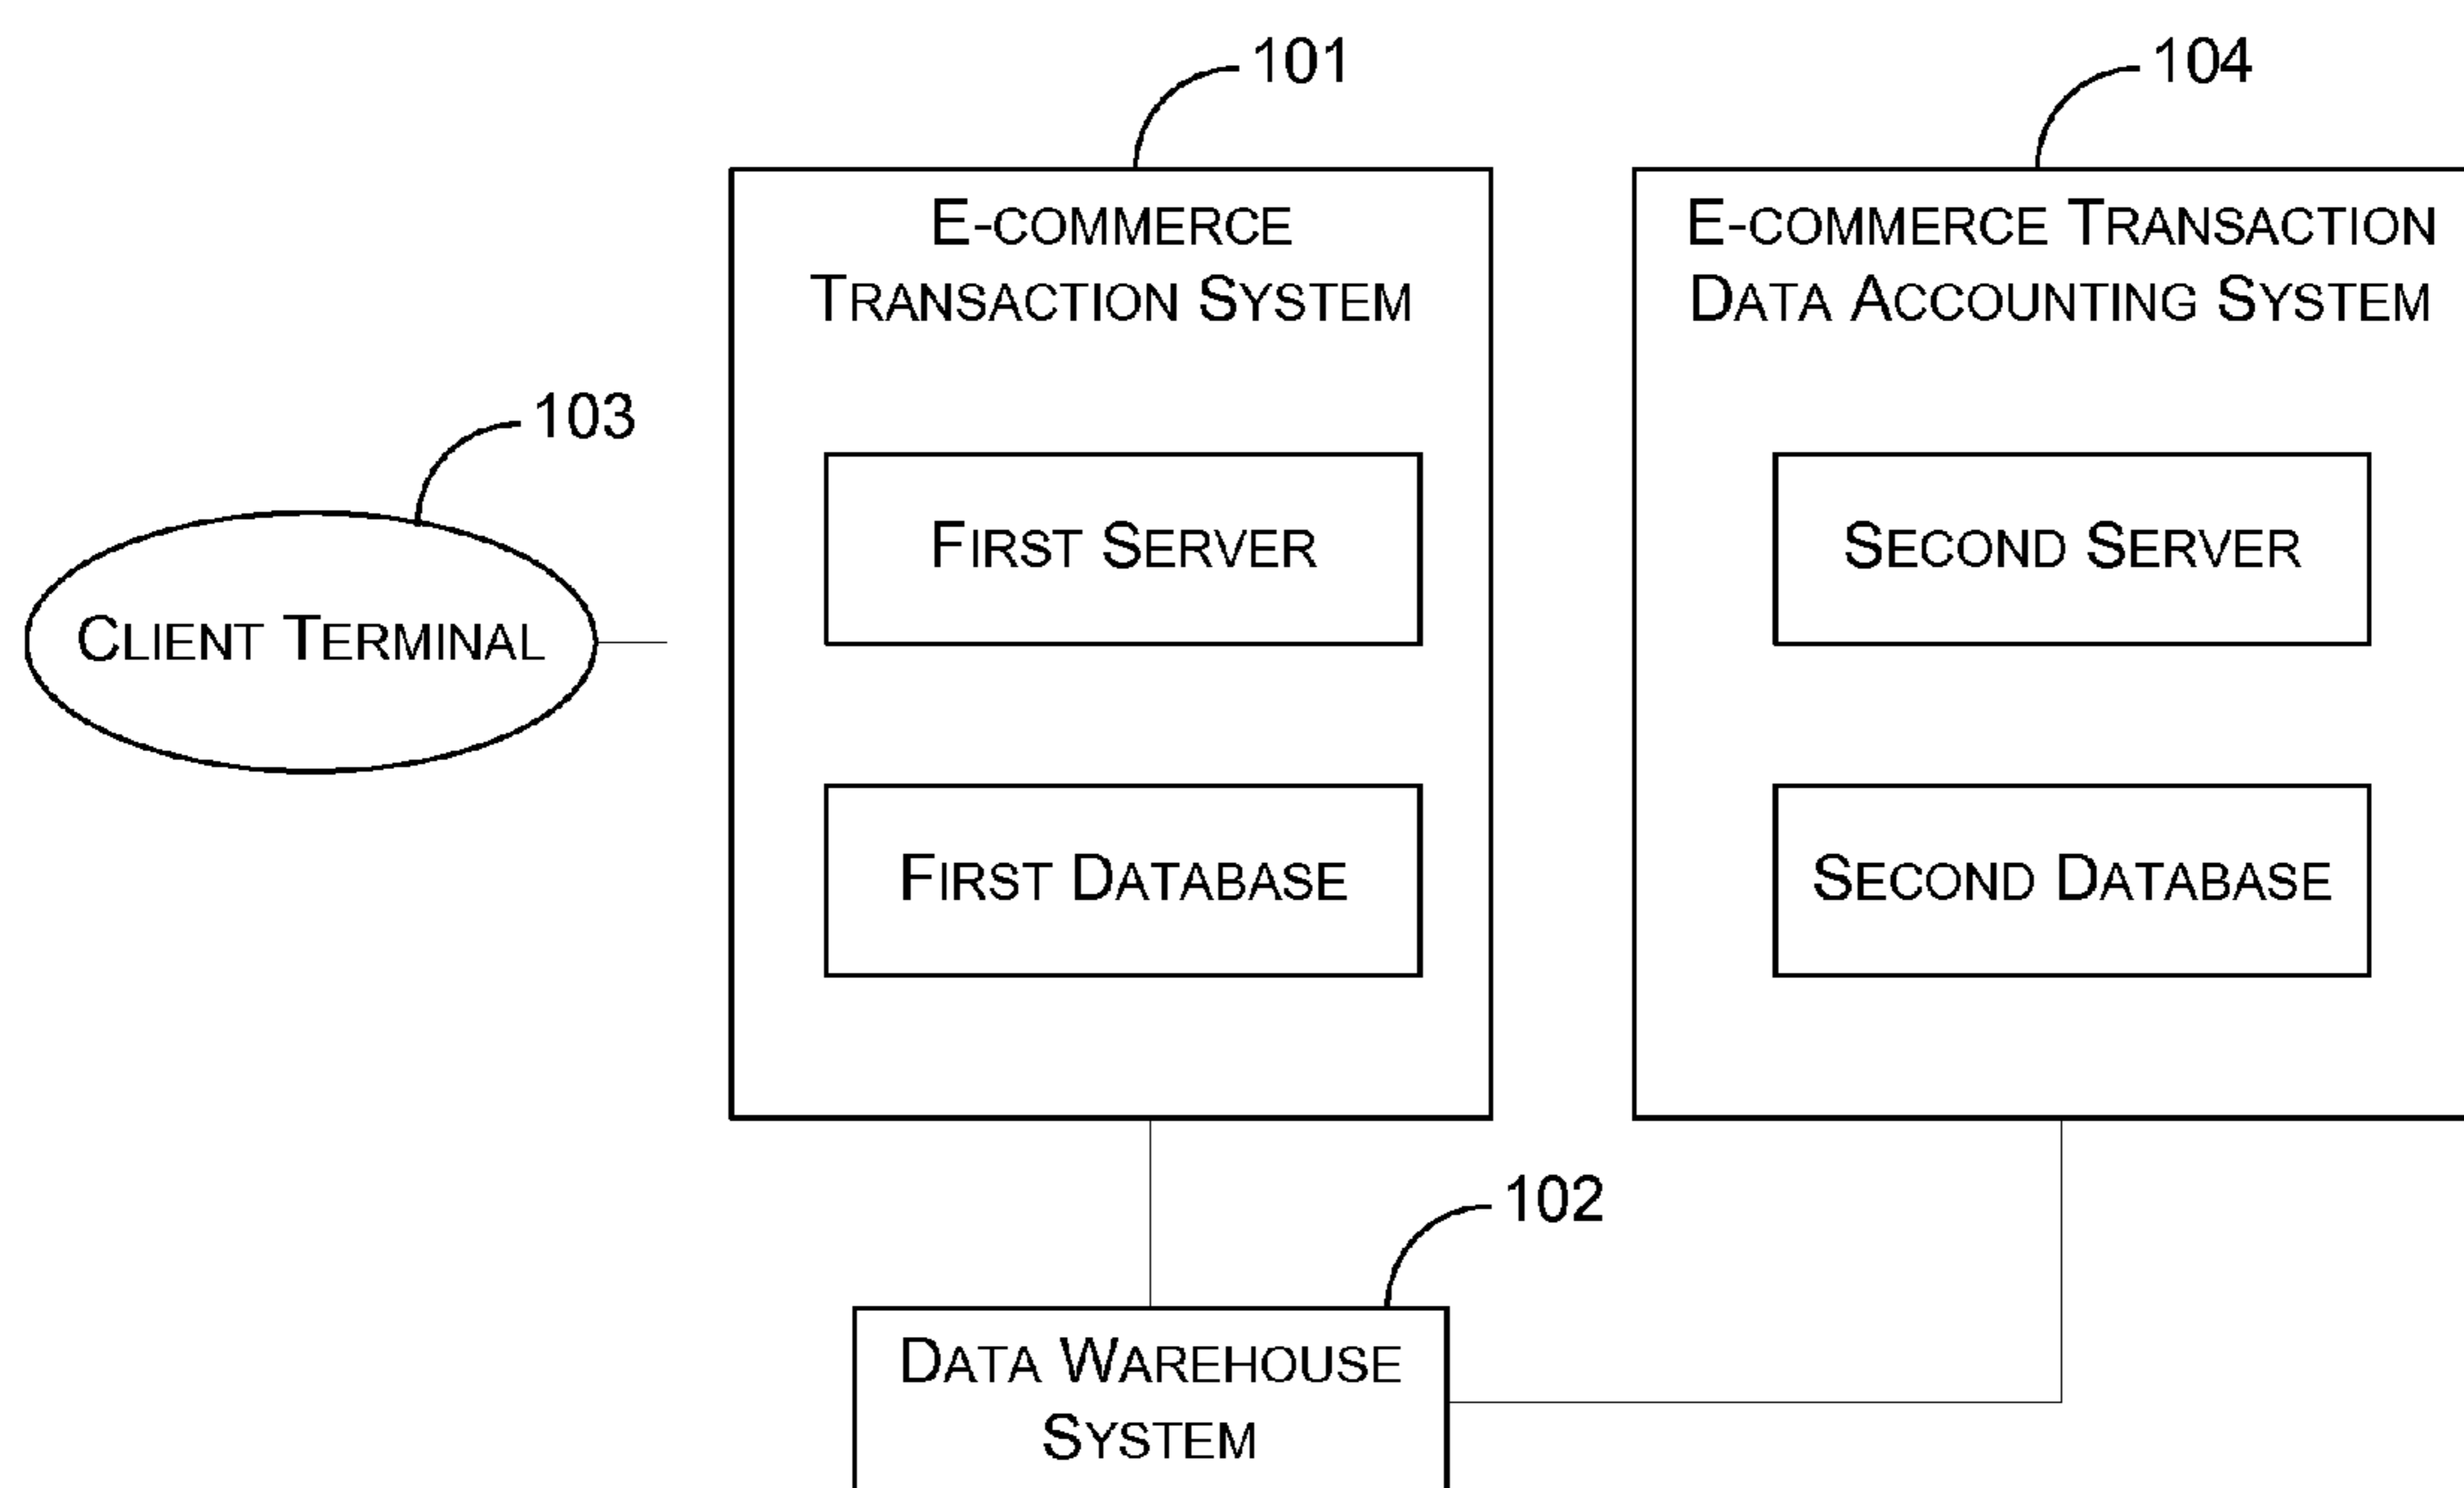 101
104
E-COMMERCE
TRANSACTION SYSTEM
E-COMMERCE TRANSACTION
DATA ACCOUNTING SYSTEM
103
FIRST SERVER
SECOND SERVER
CLIENT TERMINAL
FIRST DATABASE
SECOND DATABASE
102
DATA WAREHOUSE
SYSTEM